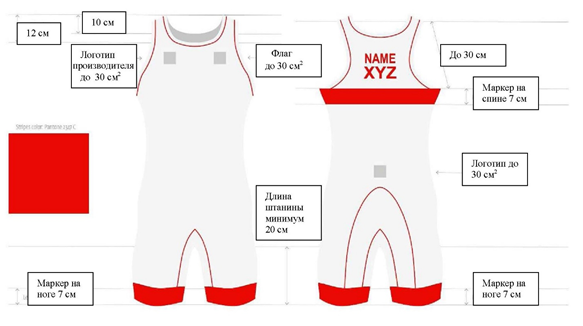 12 см
10 см
Логотип
производителя
до 30 см²
Флаг
до 30 см²
NAME
XYZ
До 30 см
Маркер на
спине 7 см
Логотип до
30 см²
Длина
штанины
минимум
20 см
Маркер на
ноге 7 см
Маркер на
ноге 7 см